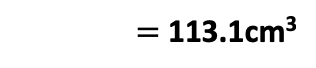 = 113.1cm³